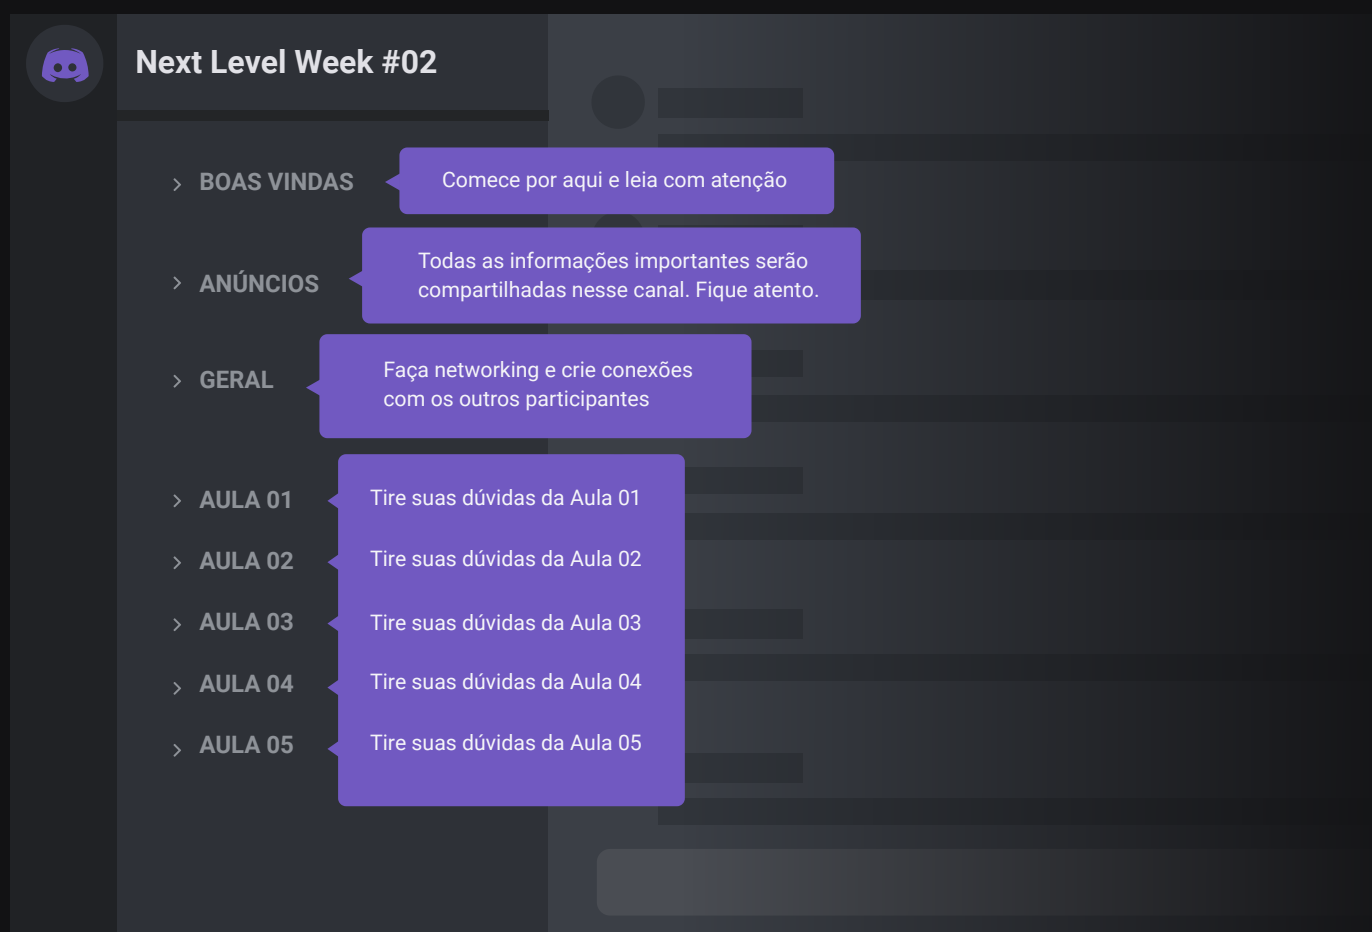 Next Level Week #02
BOAS VINDAS
Comece por aqui e leia com atenção
ANÚNCIOS
Todas as informações importantes serão
compartilhadas nesse canal. Fique atento.
GERAL
Faça networking e crie conexões
com os outros participantes
AULA 01
Tire suas dúvidas da Aula 01
AULA 02
Tire suas dúvidas da Aula 02
AULA 03
Tire suas dúvidas da Aula 03
AULA 04
Tire suas dúvidas da Aula 04
AULA 05
Tire suas dúvidas da Aula 05